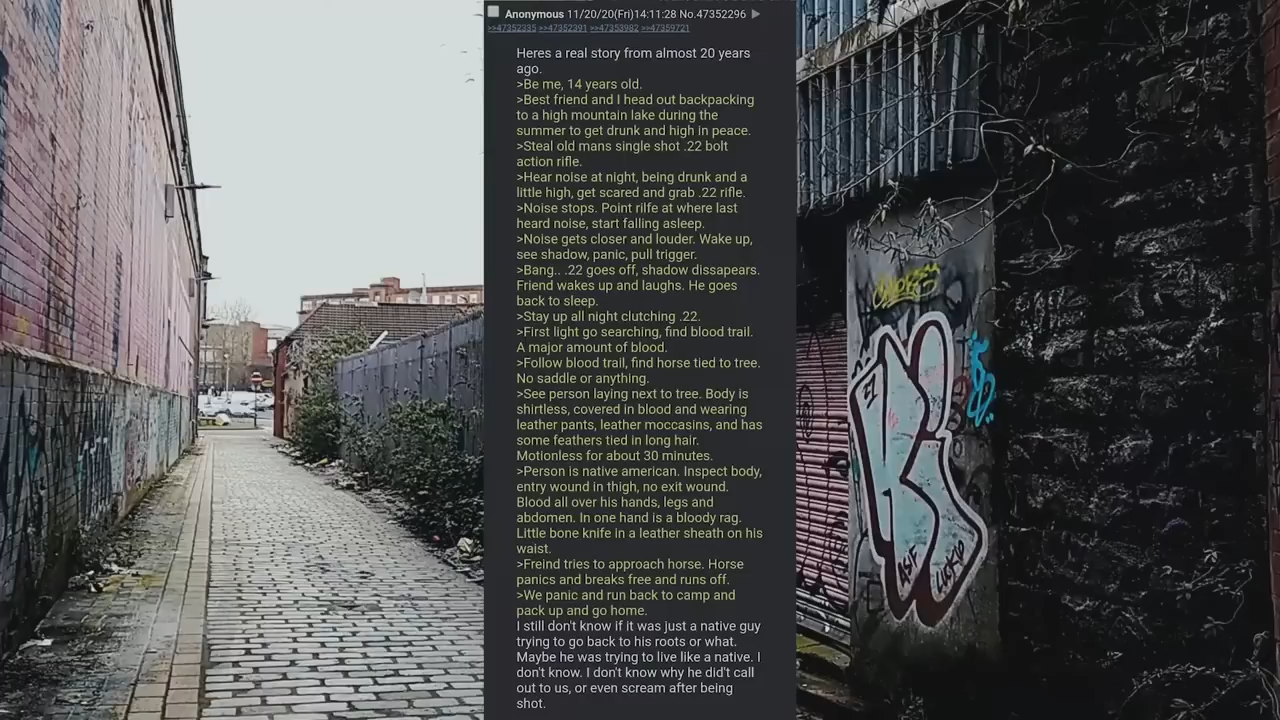 Anonymous 11/20/20(Fri)14:11:28 No.47352296 ▶
>>47352335 >>47352391 >>47353982 >>47359721
Heres a real story from almost 20 years
ago.
>Be me, 14 years old.
>Best friend and I head out backpacking
to a high mountain lake during the
summer to get drunk and high in peace.
>Steal old mans single shot .22 bolt
action rifle.
>Hear noise at night, being drunk and a
little high, get scared and grab .22 rifle.
>Noise stops. Point rilfe at where last
heard noise, start falling asleep.
>Noise gets closer and louder. Wake up,
see shadow, panic, pull trigger.
>Bang.. .22 goes off, shadow dissapears.
Friend wakes up and laughs. He goes
back to sleep.
>Stay up all night clutching .22.
>First light go searching, find blood trail.
A major amount of blood.
>Follow blood trail, find horse tied to tree.
No saddle or anything.
>See person laying next to tree. Body is
shirtless, covered in blood and wearing
leather pants, leather moccasins, and has
some feathers tied in long hair.
Motionless for about 30 minutes.
>Person is native american. Inspect body,
entry wound in thigh, no exit wound.
Blood all over his hands, legs and
abdomen. In one hand is a bloody rag.
Little bone knife in a leather sheath on his
waist.
>Freind tries to approach horse. Horse
panics and breaks free and runs off.
>We panic and run back to camp and
pack up and go home.
I still don't know if it was just a native guy
trying to go back to his roots or what.
Maybe he was trying to live like a native. I
don't know. I don't know why he did't call
out to us, or even scream after being
shot.